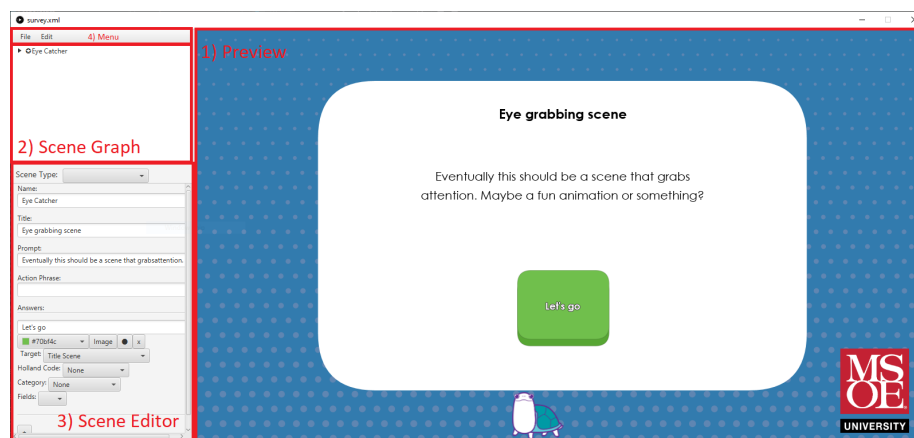 survey.xml
File Edit 4) Menu
Eye Catcher
1) Preview
2) Scene Graph
Scene Type:
Name:
Eye Catcher
Title:
Eye grabbing scene
Prompt:
Eventually this should be a scene that grabsattention.
Action Phrase:
Answers:
Let's go
#70bf4c Image x
Target: Title Scene
Holland Code: None
Category: None
Fields:
3) Scene Editor
Eye grabbing scene
Eventually this should be a scene that grabs
attention. Maybe a fun animation or something?
Let's go
MS
OE
UNIVERSITY